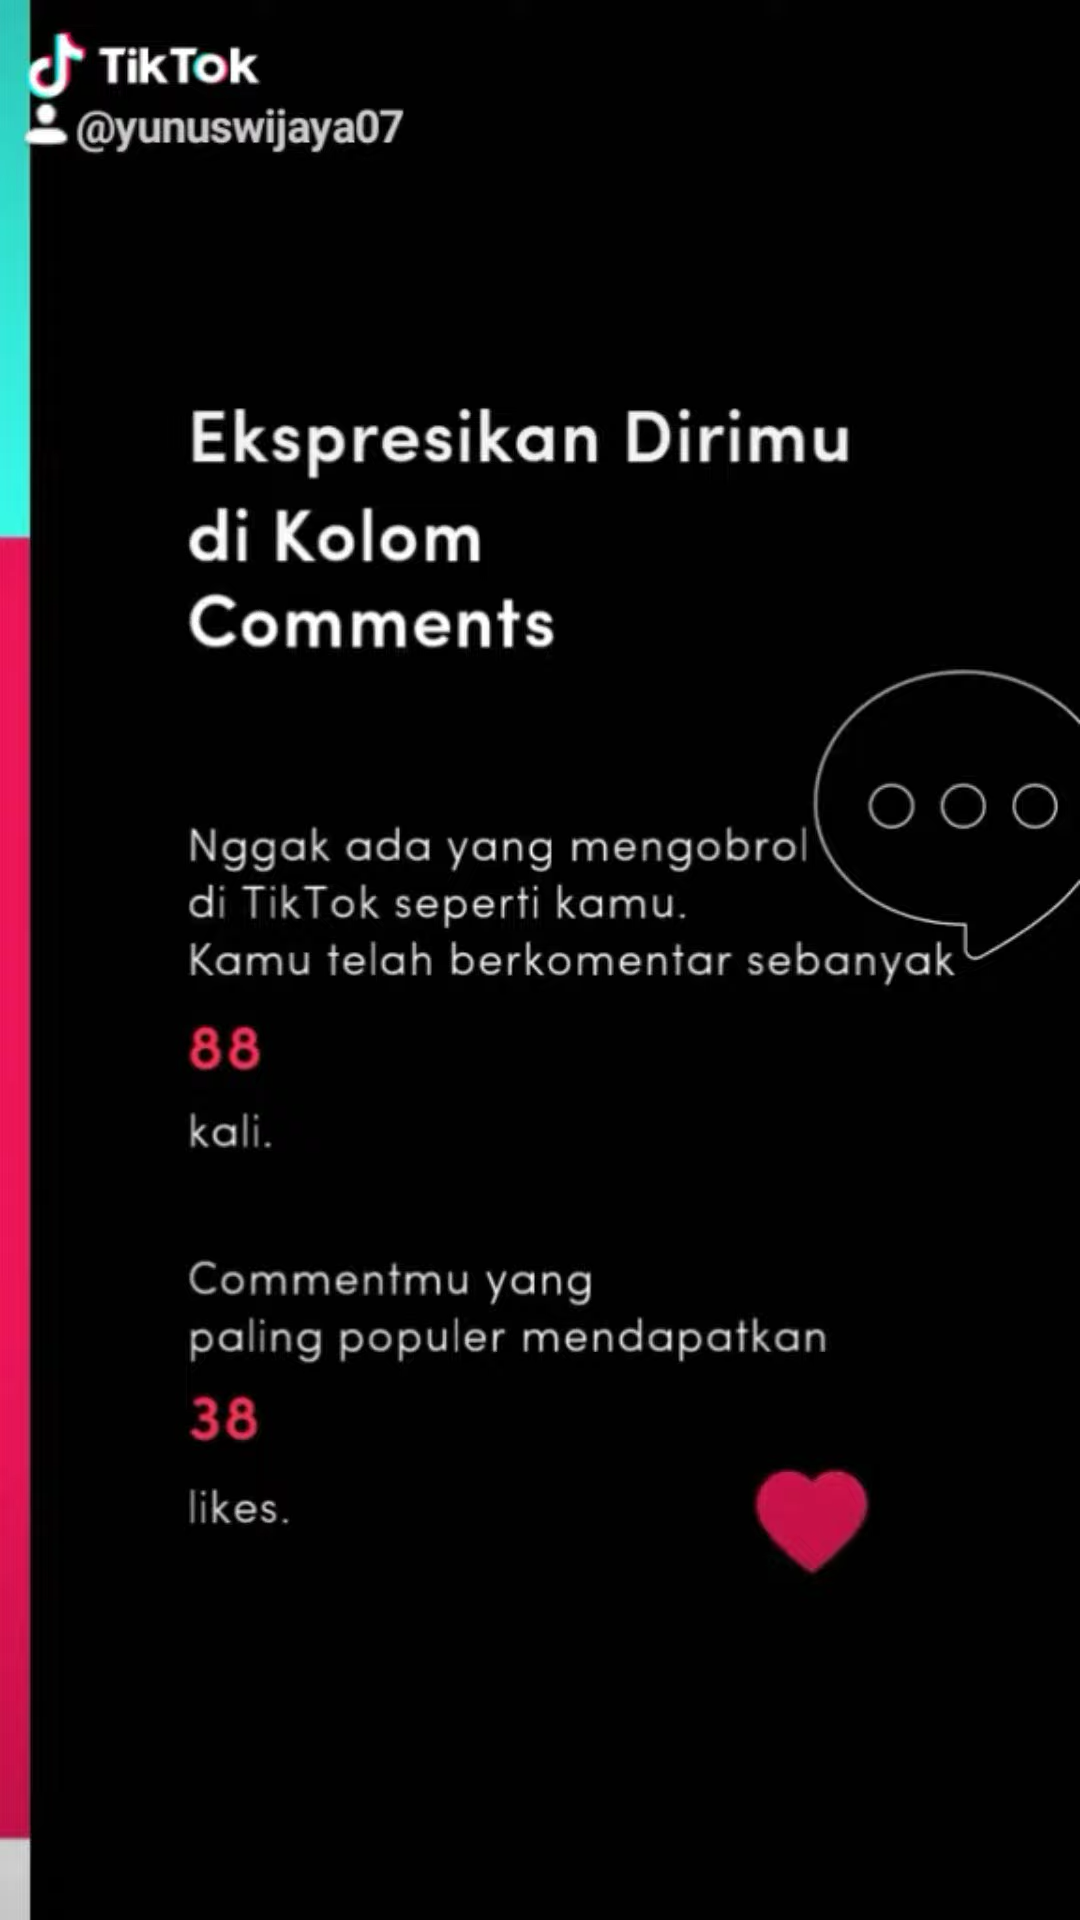 TikTok
@yunuswijaya07
Ekspresikan Dirimu
di Kolom
Comments
Nggak ada yang mengobrol
di TikTok seperti kamu.
Kamu telah berkomentar sebanyak
88
kali.
Commentmu yang
paling populer mendapatkan
38
likes.